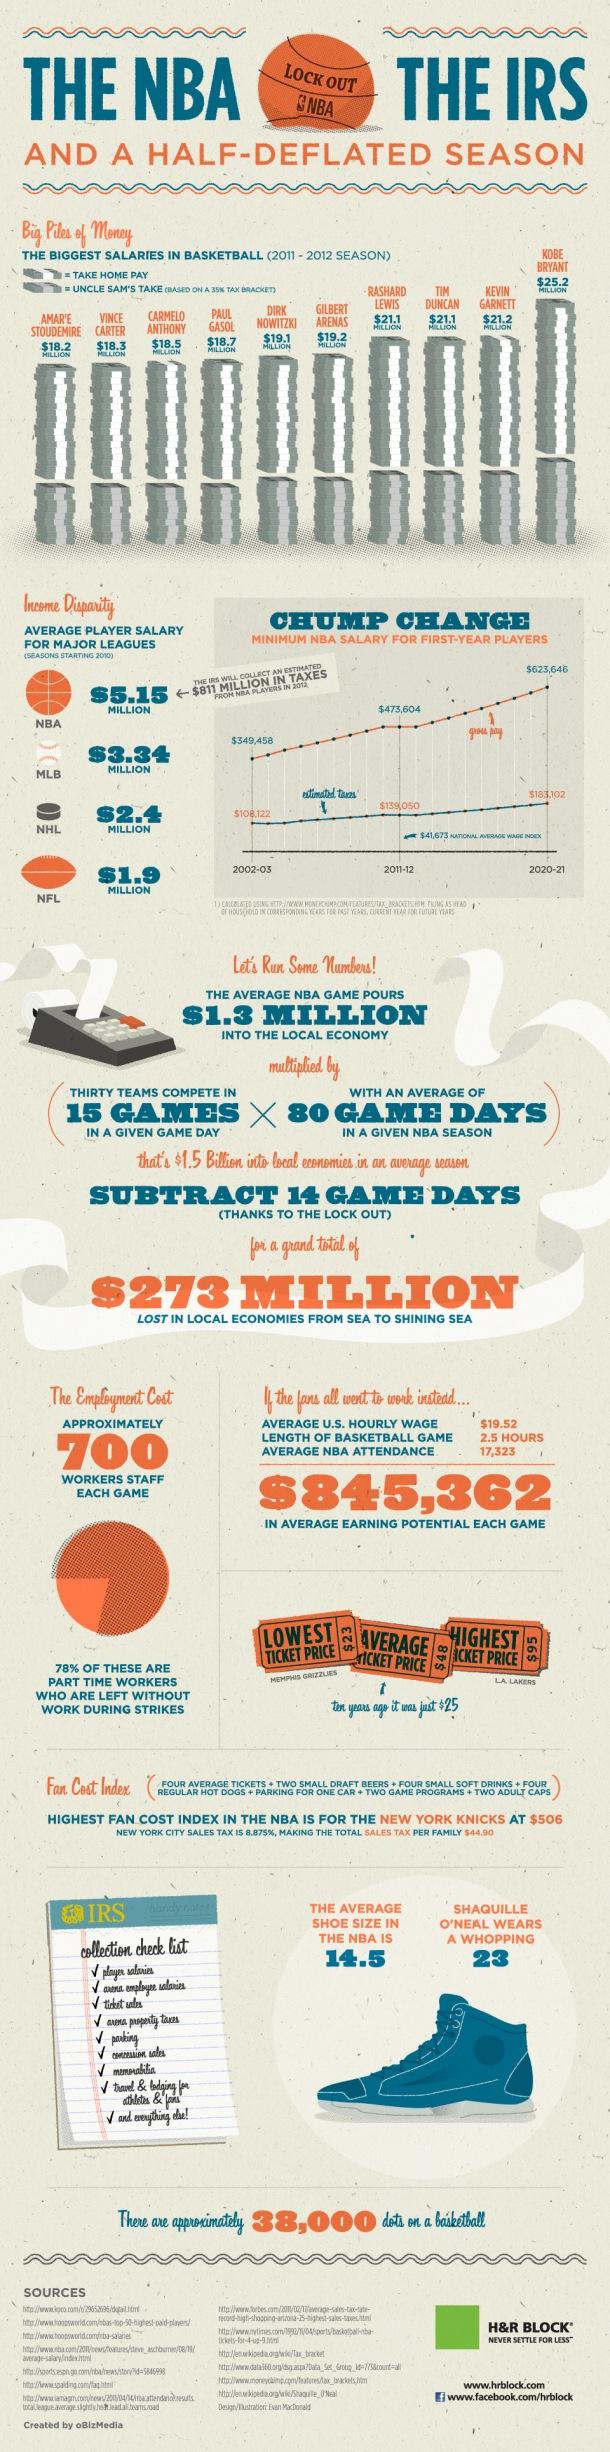 THE NBA
LOCK OUT
NBA
THE IRS
AND A HALF-DEFLATED SEASON
Big Piles of Money
THE BIGGEST SALARIES IN BASKETBALL (2011 - 2012 SEASON)
= TAKE HOME PAY
= UNCLE SAM'S TAKE (BASED ON A 35% TAX BRACKET)
AMAR'E STOUDEMIRE
$18.2 MILLION
VINCE CARTER
$18.3 MILLION
CARMELO ANTHONY
$18.5 MILLION
PAUL GASOL
$18.7 MILLION
DIRK NOWITZKI
$19.1 MILLION
GILBERT ARENAS
$19.2 MILLION
RASHARD LEWIS
$21.1 MILLION
TIM DUNCAN
$21.1 MILLION
KEVIN GARNETT
$21.2 MILLION
KOBE BRYANT
$25.2 MILLION
Income Disparity
AVERAGE PLAYER SALARY
FOR MAJOR LEAGUES
(SEASONS STARTING 2010)
NBA
$5.15 MILLION
THE IRS WILL COLLECT AN ESTIMATED
$811 MILLION IN TAXES
FROM NBA PLAYERS IN 2012
MLB
$3.34 MILLION
NHL
$2.4 MILLION
NFL
$1.9 MILLION
CHUMP CHANGE
MINIMUM NBA SALARY FOR FIRST-YEAR PLAYERS
$623,646
$473,604
$349,458
gross pay
estimated taxes
$108,122
$139,050
$183,102
$41,673 NATIONAL AVERAGE WAGE INDEX
2002-03
2011-12
2020-21
1) CALCULATED USING HTTP://WWW.MONEYCHIMP.COM/FEATURES/TAX_BRACKETS.HTM FILING AS HEAD
OF HOUSEHOLD IN CORRESPONDING YEARS FOR PAST YEARS, CURRENT YEAR FOR FUTURE YEARS
Let's Run Some Numbers!
THE AVERAGE NBA GAME POURS
$1.3 MILLION
INTO THE LOCAL ECONOMY
multiplied by
THIRTY TEAMS COMPETE IN
15 GAMES
IN A GIVEN GAME DAY
X
WITH AN AVERAGE OF
80 GAME DAYS
IN A GIVEN NBA SEASON
that's $1.5 Billion into local economies in an average season
SUBTRACT 14 GAME DAYS
(THANKS TO THE LOCK OUT)
for a grand total of
$273 MILLION
LOST IN LOCAL ECONOMIES FROM SEA TO SHINING SEA
The Employment Cost
APPROXIMATELY
700
WORKERS STAFF
EACH GAME
78% OF THESE ARE
PART TIME WORKERS
WHO ARE LEFT WITHOUT
WORK DURING STRIKES
If the fans all went to work instead...
AVERAGE U.S. HOURLY WAGE $19.52
LENGTH OF BASKETBALL GAME 2.5 HOURS
AVERAGE NBA ATTENDANCE 17,323
$845,362
IN AVERAGE EARNING POTENTIAL EACH GAME
LOWEST TICKET PRICE $23
MEMPHIS GRIZZLIES
AVERAGE TICKET PRICE $48
HIGHEST TICKET PRICE $95
L.A. LAKERS
ten years ago it was just $25
Fan Cost Index
(FOUR AVERAGE TICKETS + TWO SMALL DRAFT BEERS + FOUR SMALL SOFT DRINKS + FOUR
REGULAR HOT DOGS + PARKING FOR ONE CAR + TWO GAME PROGRAMS + TWO ADULT CAPS)
HIGHEST FAN COST INDEX IN THE NBA IS FOR THE NEW YORK KNICKS AT $506
NEW YORK CITY SALES TAX IS 8.875%, MAKING THE TOTAL SALES TAX PER FAMILY $44.90
IRS
handy notes
collection check list
✓ player salaries
✓ arena employee salaries
✓ ticket sales
✓ arena property taxes
✓ parking
✓ concession sales
✓ memorabilia
✓ travel & lodging for
athletes & fans
✓ and everything else!
THE AVERAGE
SHOE SIZE IN
THE NBA IS
14.5
SHAQUILLE
O'NEAL WEARS
A WHOPPING
23
There are approximately 38,000 dots on a basketball
SOURCES
http://www.koco.com/r/29652696/detail.html
http://www.hoopsworld.com/nbas-top-50-highest-paid-players/
http://www.hoopsworld.com/nba-salaries
http://www.nba.com/2011/news/features/steve_aschburner/08/19/
average-salary/index.html
http://sports.espn.go.com/nba/news/story?id=5846998
http://www.spalding.com/faq.html
http://www.iamagm.com/news/2011/04/14/nba.attendance.results.
total.league.average.slightly.head.lead.all.teams.road
Created by oBizMedia
http://www.forbes.com/2011/02/17/average-sales-tax-rate-
record-high-shopping-arizona-25-highest-sales-taxes.html
http://www.nytimes.com/1992/11/04/sports/basketball-nba-
tickets-for-4-up-9.html
http://en.wikipedia.org/wiki/Tax_bracket
http://www.data360.org/dsg.aspx?Data_Set_Group_Id=773&count=all
http://www.moneychimp.com/features/tax_brackets.htm
http://en.wikipedia.org/wiki/Shaquille_O'Neal
Design/Illustration: Evan MacDonald
H&R BLOCK®
NEVER SETTLE FOR LESS™
www.hrblock.com
f www.facebook.com/hrblock